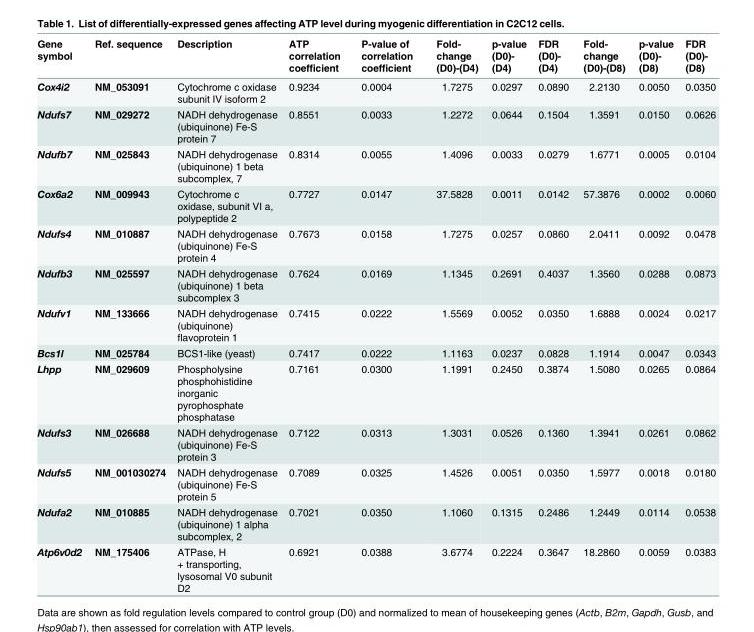 Table 1. List of differentially-expressed genes affecting ATP level during myogenic differentiation in C2C12 cells.
Gene symbol | Ref. sequence | Description | ATP correlation coefficient | P-value of correlation coefficient | Fold-change (D0)-(D4) | p-value (D0)-(D4) | FDR (D0)-(D4) | Fold-change (D0)-(D8) | p-value (D0)-(D8) | FDR (D0)-(D8)
Cox4i2 NM_053091 Cytochrome c oxidase 0.9234 0.0004 1.7275 0.0297 0.0890 2.2130 0.0050 0.0350
subunit IV isoform 2
Ndufs7 NM_029272 NADH dehydrogenase 0.8551 0.0033 1.2272 0.0644 0.1504 1.3591 0.0150 0.0626
(ubiquinone) Fe-S
protein 7
Ndufb7 NM_025843 NADH dehydrogenase 0.8314 0.0055 1.4096 0.0033 0.0279 1.6771 0.0005 0.0104
(ubiquinone) 1 beta
subcomplex, 7
Cox6a2 NM_009943 Cytochrome c 0.7727 0.0147 37.5828 0.0011 0.0142 57.3876 0.0002 0.0060
oxidase, subunit VI a,
polypeptide 2
Ndufs4 NM_010887 NADH dehydrogenase 0.7673 0.0158 1.7275 0.0257 0.0860 2.0411 0.0092 0.0478
(ubiquinone) Fe-S
protein 4
Ndufb3 NM_025597 NADH dehydrogenase 0.7624 0.0169 1.1345 0.2691 0.4037 1.3560 0.0288 0.0873
(ubiquinone) 1 beta
subcomplex 3
Ndufv1 NM_133666 NADH dehydrogenase 0.7415 0.0222 1.5569 0.0052 0.0350 1.6888 0.0024 0.0217
(ubiquinone)
flavoprotein 1
Bcs1l NM_025784 BCS1-like (yeast) 0.7417 0.0222 1.1163 0.0237 0.0828 1.1914 0.0047 0.0343
Lhpp NM_029609 Phospholysine 0.7161 0.0300 1.1991 0.2450 0.3874 1.5080 0.0265 0.0864
phosphohistidine
inorganic
pyrophosphate
phosphatase
Ndufs3 NM_026688 NADH dehydrogenase 0.7122 0.0313 1.3031 0.0526 0.1360 1.3941 0.0261 0.0862
(ubiquinone) Fe-S
protein 3
Ndufs5 NM_001030274 NADH dehydrogenase 0.7089 0.0325 1.4526 0.0051 0.0350 1.5977 0.0018 0.0180
(ubiquinone) Fe-S
protein 5
Ndufa2 NM_010885 NADH dehydrogenase 0.7021 0.0350 1.1060 0.1315 0.2486 1.2449 0.0114 0.0538
(ubiquinone) 1 alpha
subcomplex, 2
Atp6v0d2 NM_175406 ATPase, H 0.6921 0.0388 3.6774 0.2224 0.3647 18.2860 0.0059 0.0383
+ transporting,
lysosomal V0 subunit
D2
Data are shown as fold regulation levels compared to control group (D0) and normalized to mean of housekeeping genes (Actb, B2m, Gapdh, Gusb, and
Hsp90ab1), then assessed for correlation with ATP levels.